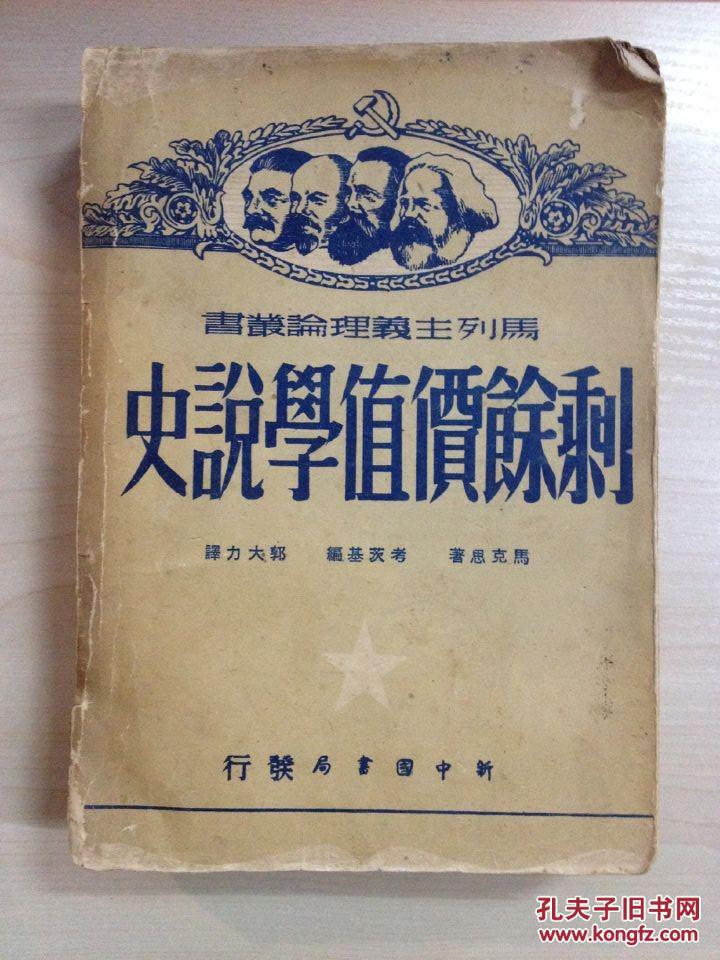 馬列主義理論叢書
剩餘價值學說史
馬克思著 考茨基編 郭大力譯
新中國書局發行
孔夫子旧书网
www.kongfz.com